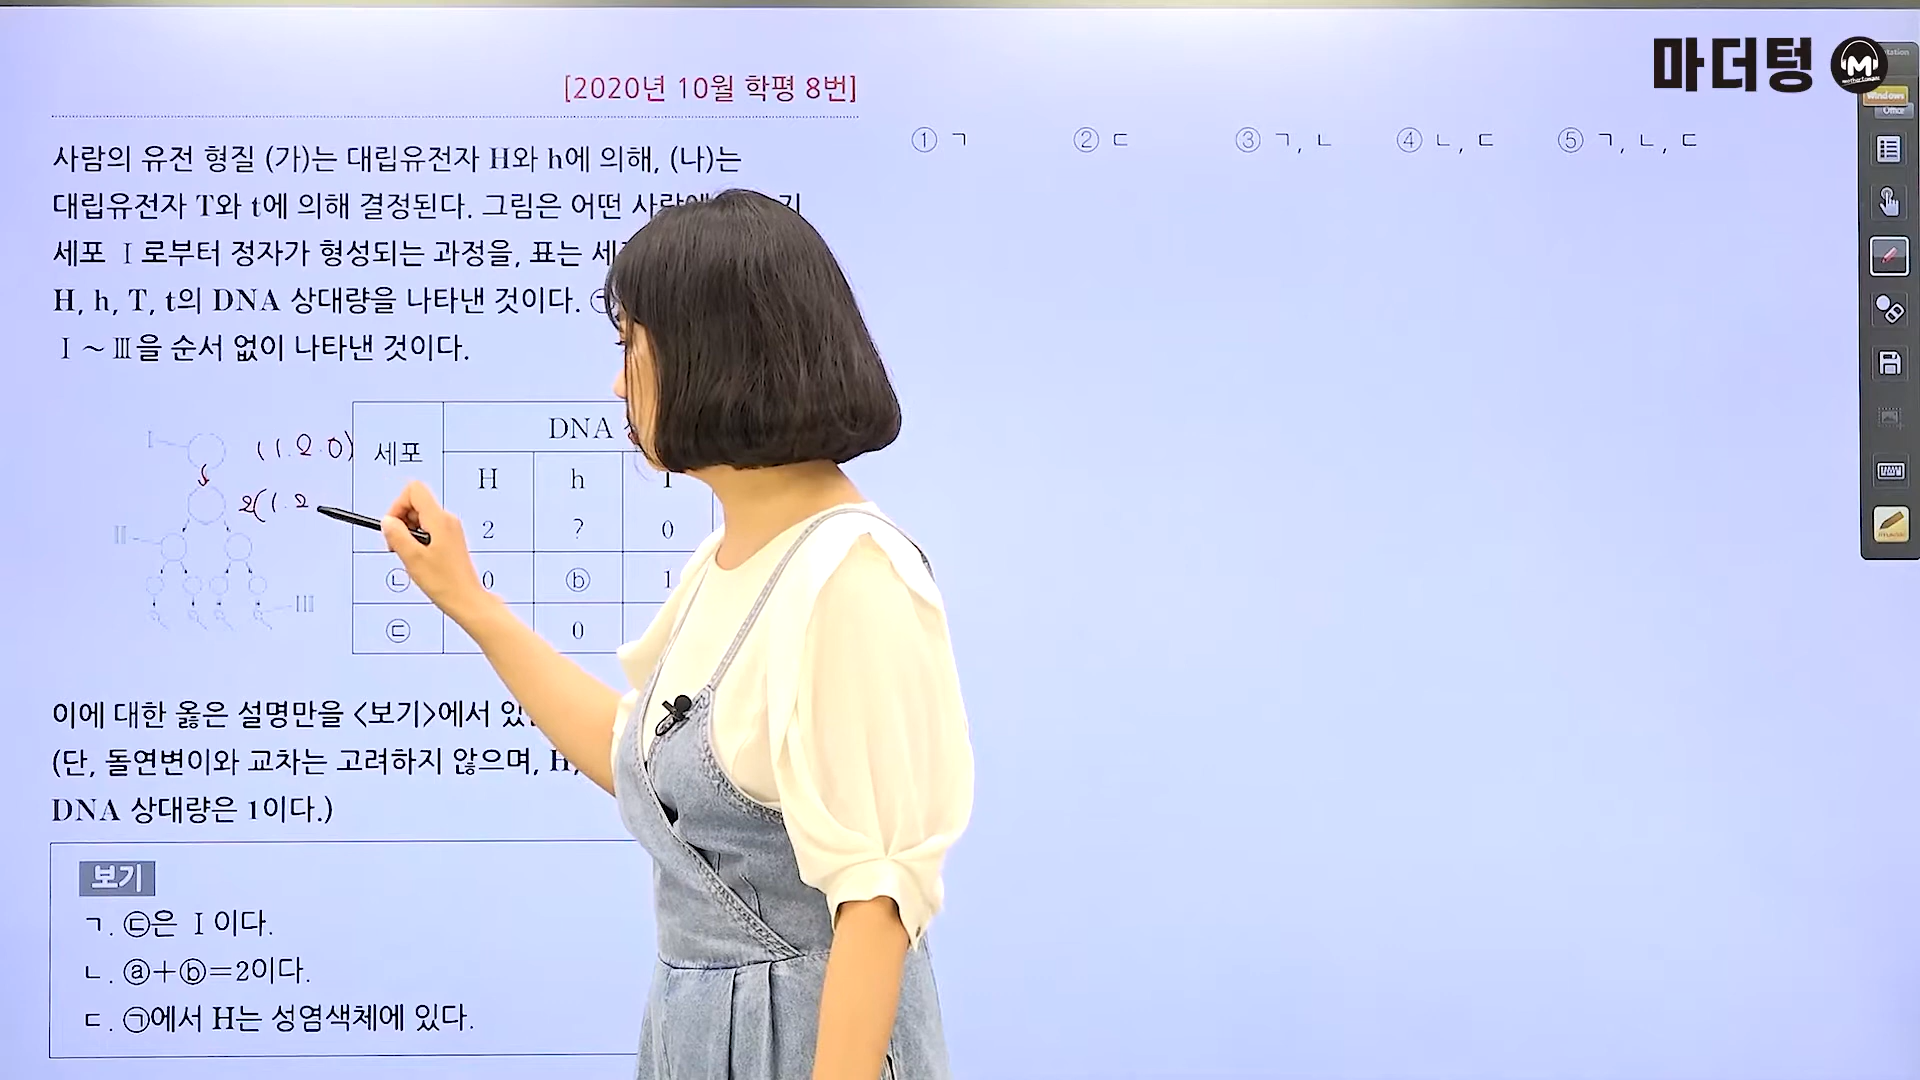 마더텅
[2020년 10월 학평 8번]
① ㄱ ② ㄷ ③ ㄱ, ㄴ ④ ㄴ, ㄷ ⑤ ㄱ, ㄴ, ㄷ
사람의 유전 형질 (가)는 대립유전자 H와 h에 의해, (나)는
대립유전자 T와 t에 의해 결정된다. 그림은 어떤
세포 Ⅰ로부터 정자가 형성되는 과정을, 표는
H, h, T, t의 DNA 상대량을 나타낸 것이다.
Ⅰ~Ⅲ을 순서 없이 나타낸 것이다.
Ⅰ (1.2.0)
2(1.2
Ⅱ
Ⅲ
세포 DNA
H h
2 ? 0
㉡ 0 ⓑ 1
㉢ 0
이에 대한 옳은 설명만을 <보기>에서
(단, 돌연변이와 교차는 고려하지 않으며, H,
DNA 상대량은 1이다.)
보기
ㄱ. ㉢은 Ⅰ이다.
ㄴ. ⓐ+ⓑ=2이다.
ㄷ. ㉠에서 H는 성염색체에 있다.